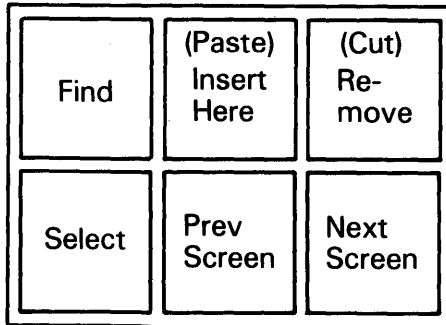 Find
(Paste)
Insert
Here
(Cut)
Re-
move
Select
Prev
Screen
Next
Screen